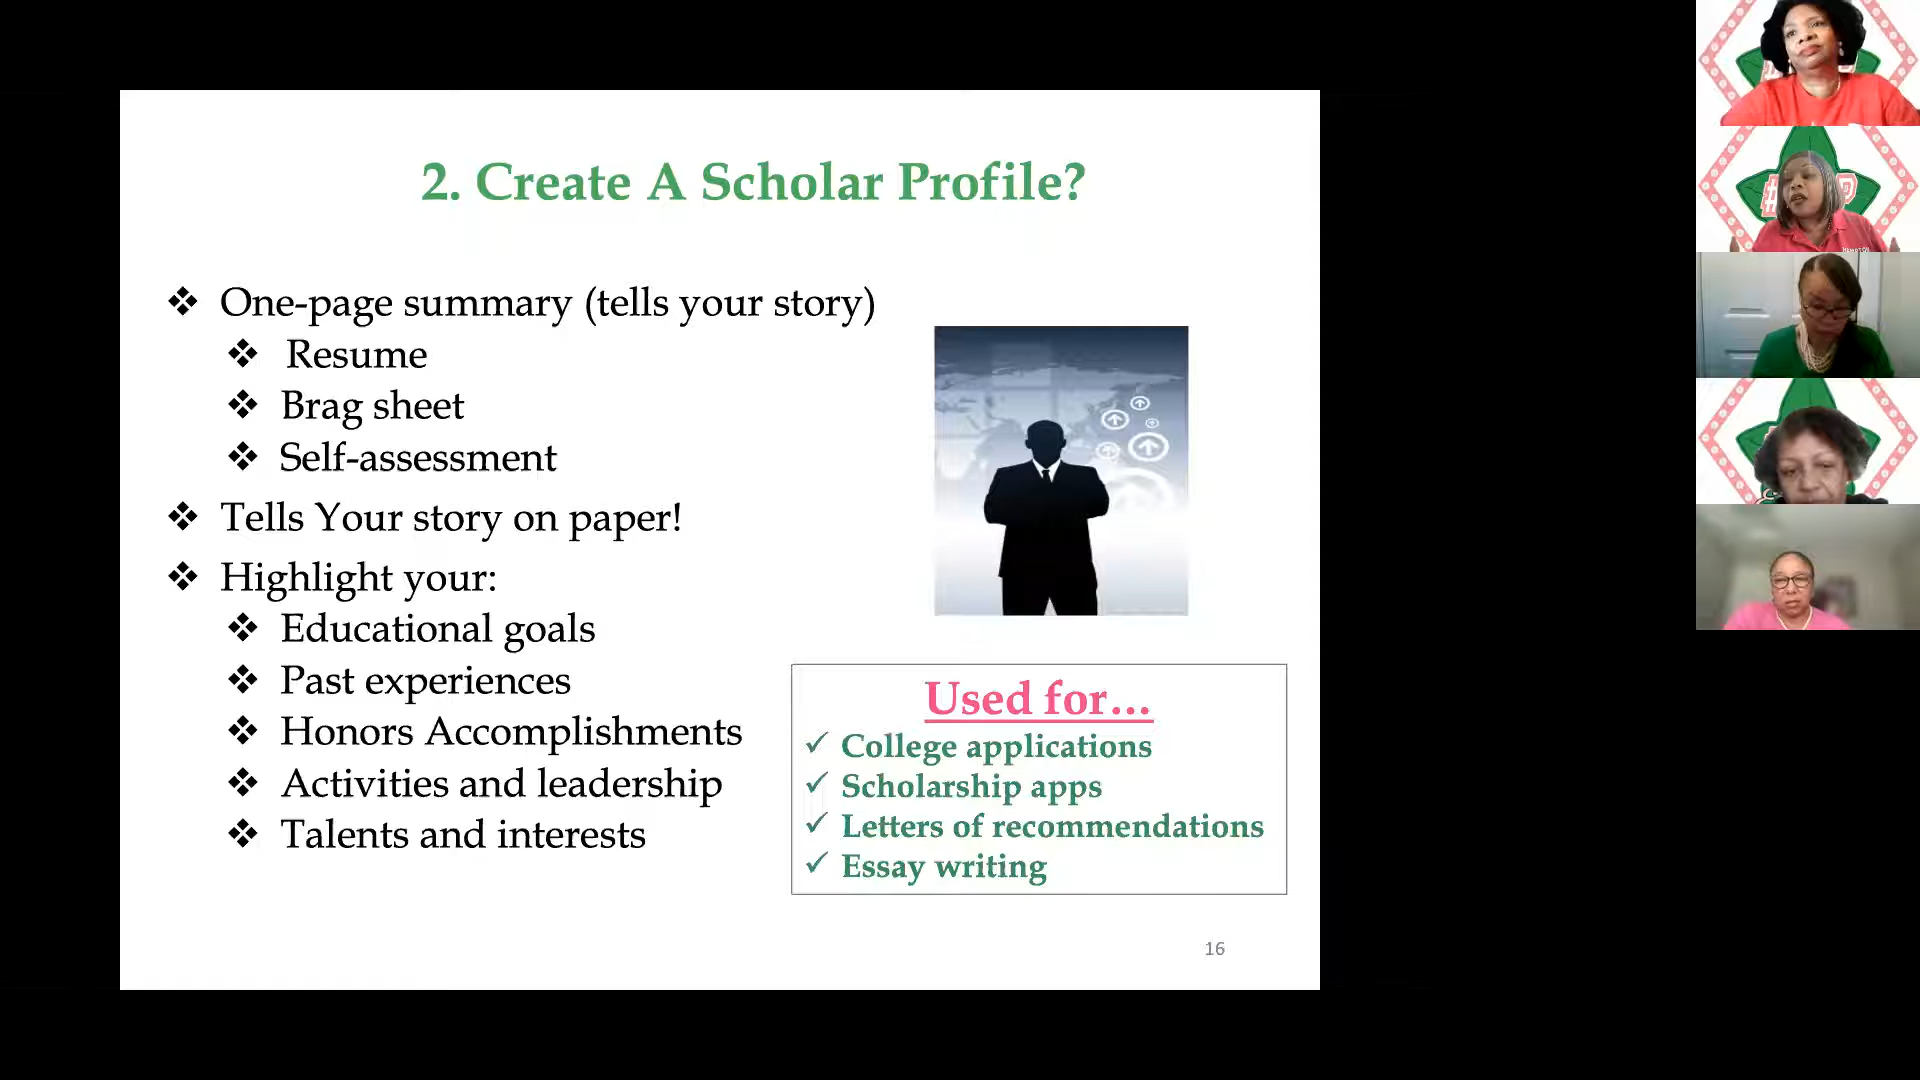 2. Create A Scholar Profile?
❖ One-page summary (tells your story)
❖ Resume
❖ Brag sheet
❖ Self-assessment
❖ Tells Your story on paper!
❖ Highlight your:
❖ Educational goals
❖ Past experiences
❖ Honors Accomplishments
❖ Activities and leadership
❖ Talents and interests
Used for...
✓ College applications
✓ Scholarship apps
✓ Letters of recommendations
✓ Essay writing
16